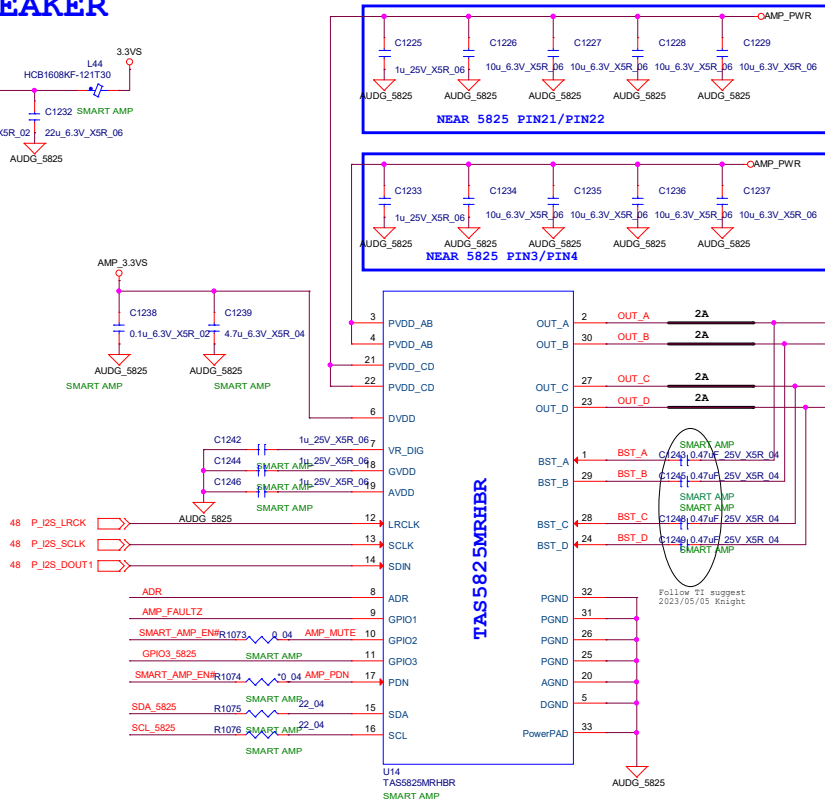 EAKER
L44
HCB1608KF-121T30
3.3VS
C1232
SMART AMP
X5R_02
22u_6.3V_X5R_06
AUDG_5825
AMP_PWR
C1225
C1226
C1227
C1228
C1229
1u_25V_X5R_06
10u_6.3V_X5R_06
10u_6.3V_X5R_06
10u_6.3V_X5R_06
10u_6.3V_X5R_06
AUDG_5825
AUDG_5825
AUDG_5825
AUDG_5825
AUDG_5825
NEAR 5825 PIN21/PIN22
AMP_PWR
C1233
C1234
C1235
C1236
C1237
1u_25V_X5R_06
10u_6.3V_X5R_06
10u_6.3V_X5R_06
10u_6.3V_X5R_06
10u_6.3V_X5R_06
AUDG_5825
AUDG_5825
AUDG_5825
AUDG_5825
AUDG_5825
NEAR 5825 PIN3/PIN4
AMP_3.3VS
C1238
C1239
0.1u_6.3V_X5R_02
4.7u_6.3V_X5R_04
AUDG_5825
AUDG_5825
SMART AMP
SMART AMP
3 PVDD_AB
4 PVDD_AB
21 PVDD_CD
22 PVDD_CD
6 DVDD
C1242 1u_25V_X5R_06 7 VR_DIG
SMART AMP
C1244 1u_25V_X5R_06 18 GVDD
SMART AMP
C1246 1u_25V_X5R_06 19 AVDD
SMART AMP
AUDG_5825
48 P_I2S_LRCK 12 LRCLK
48 P_I2S_SCLK 13 SCLK
48 P_I2S_DOUT1 14 SDIN
ADR 8 ADR
AMP_FAULTZ 9 GPIO1
SMART_AMP_EN# R1073 0_04 AMP_MUTE 10 GPIO2
SMART AMP
GPIO3_5825 11 GPIO3
SMART_AMP_EN# R1074 *0_04 AMP_PDN 17 PDN
SMART AMP
SDA_5825 R1075 22_04 15 SDA
SMART AMP
SCL_5825 R1076 22_04 16 SCL
SMART AMP
TAS5825MRHBR
OUT_A 2 OUT_A 2A
OUT_B 30 OUT_B 2A
OUT_C 27 OUT_C 2A
OUT_D 23 OUT_D 2A
SMART AMP
BST_A 1 BST_A C1243 0.47uF_25V_X5R_04
BST_B 29 BST_B C1245 0.47uF_25V_X5R_04
SMART AMP
SMART AMP
BST_C 28 BST_C C1248 0.47uF_25V_X5R_04
BST_D 24 BST_D C1249 0.47uF_25V_X5R_04
SMART AMP
Follow TI suggest
2023/05/05 Knight
PGND 32
PGND 31
PGND 26
PGND 25
AGND 20
DGND 5
PowerPAD 33
AUDG_5825
U14
TAS5825MRHBR
SMART AMP